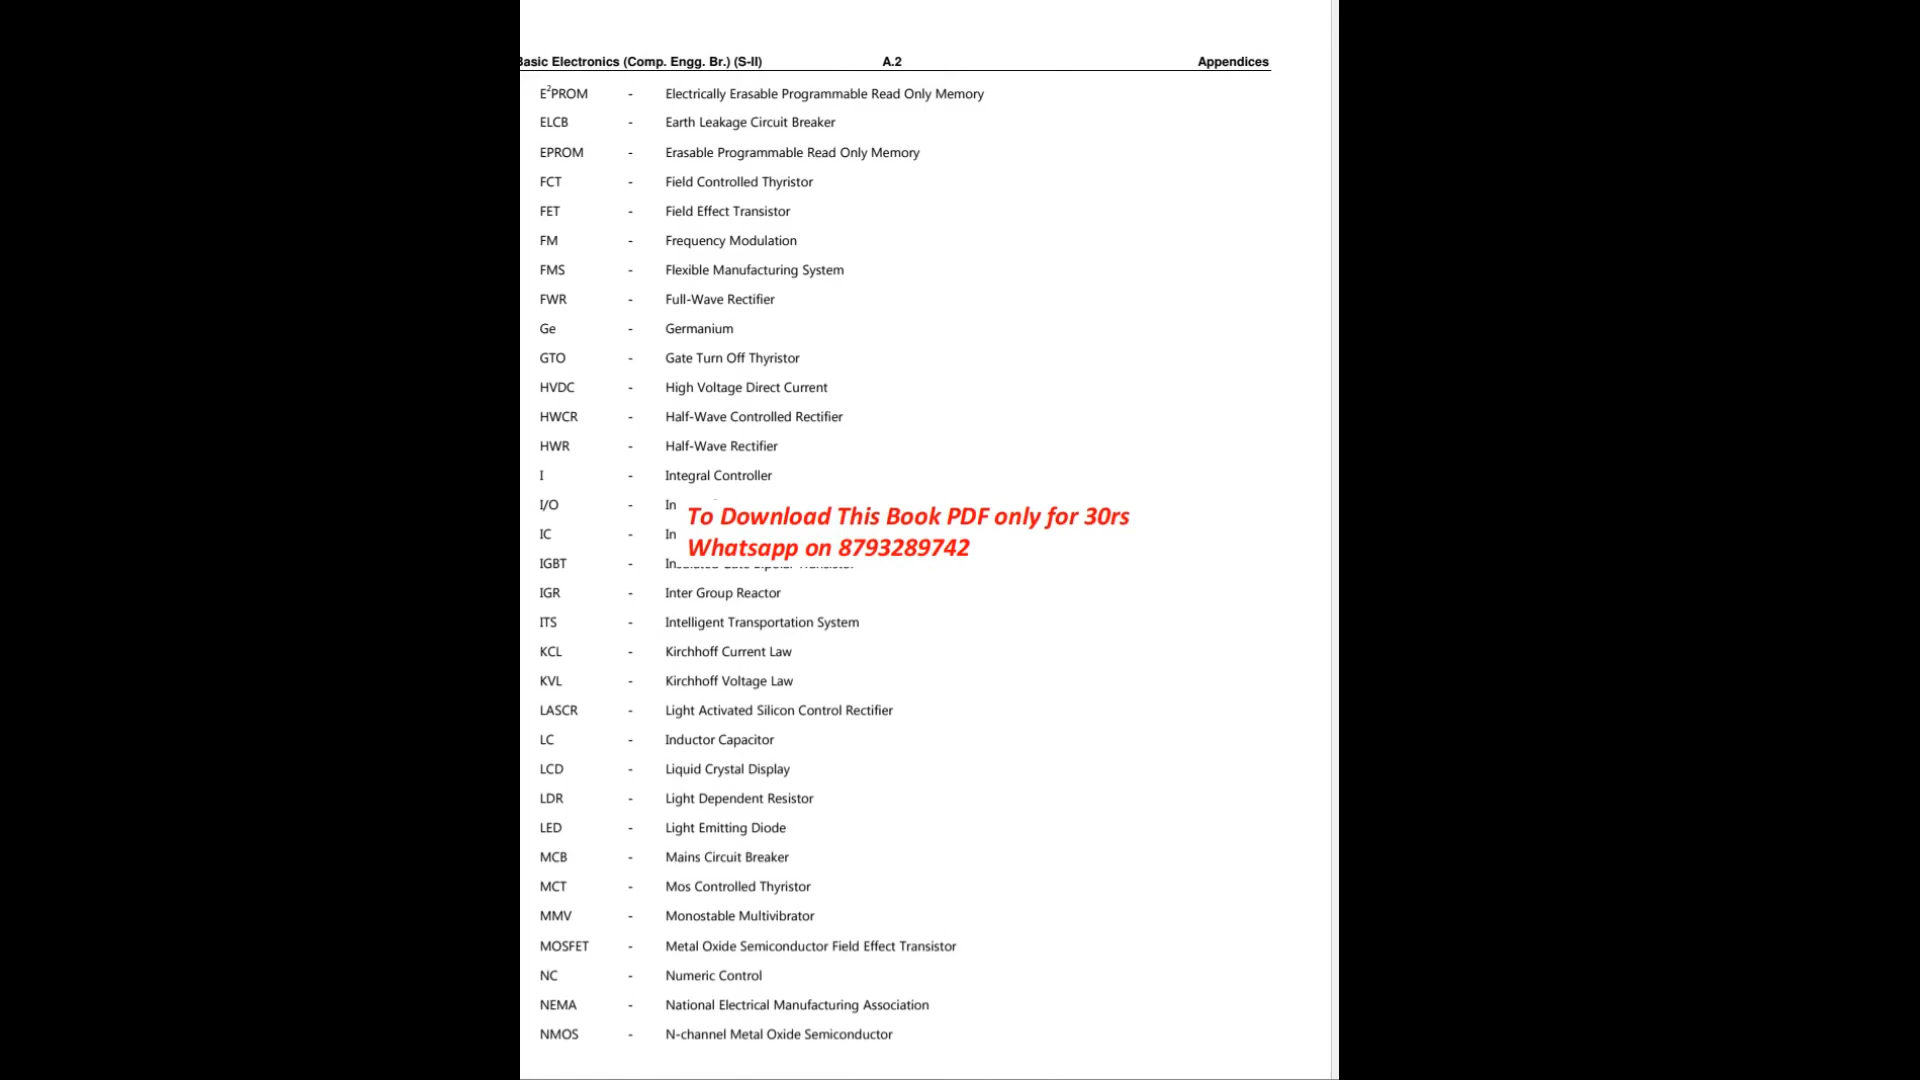 Basic Electronics (Comp. Engg. Br.) (S-II) A.2 Appendices
E²PROM - Electrically Erasable Programmable Read Only Memory
ELCB - Earth Leakage Circuit Breaker
EPROM - Erasable Programmable Read Only Memory
FCT - Field Controlled Thyristor
FET - Field Effect Transistor
FM - Frequency Modulation
FMS - Flexible Manufacturing System
FWR - Full-Wave Rectifier
Ge - Germanium
GTO - Gate Turn Off Thyristor
HVDC - High Voltage Direct Current
HWCR - Half-Wave Controlled Rectifier
HWR - Half-Wave Rectifier
I - Integral Controller
I/O - In
To Download This Book PDF only for 30rs
IC - In
Whatsapp on 8793289742
IGBT - In
IGR - Inter Group Reactor
ITS - Intelligent Transportation System
KCL - Kirchhoff Current Law
KVL - Kirchhoff Voltage Law
LASCR - Light Activated Silicon Control Rectifier
LC - Inductor Capacitor
LCD - Liquid Crystal Display
LDR - Light Dependent Resistor
LED - Light Emitting Diode
MCB - Mains Circuit Breaker
MCT - Mos Controlled Thyristor
MMV - Monostable Multivibrator
MOSFET - Metal Oxide Semiconductor Field Effect Transistor
NC - Numeric Control
NEMA - National Electrical Manufacturing Association
NMOS - N-channel Metal Oxide Semiconductor